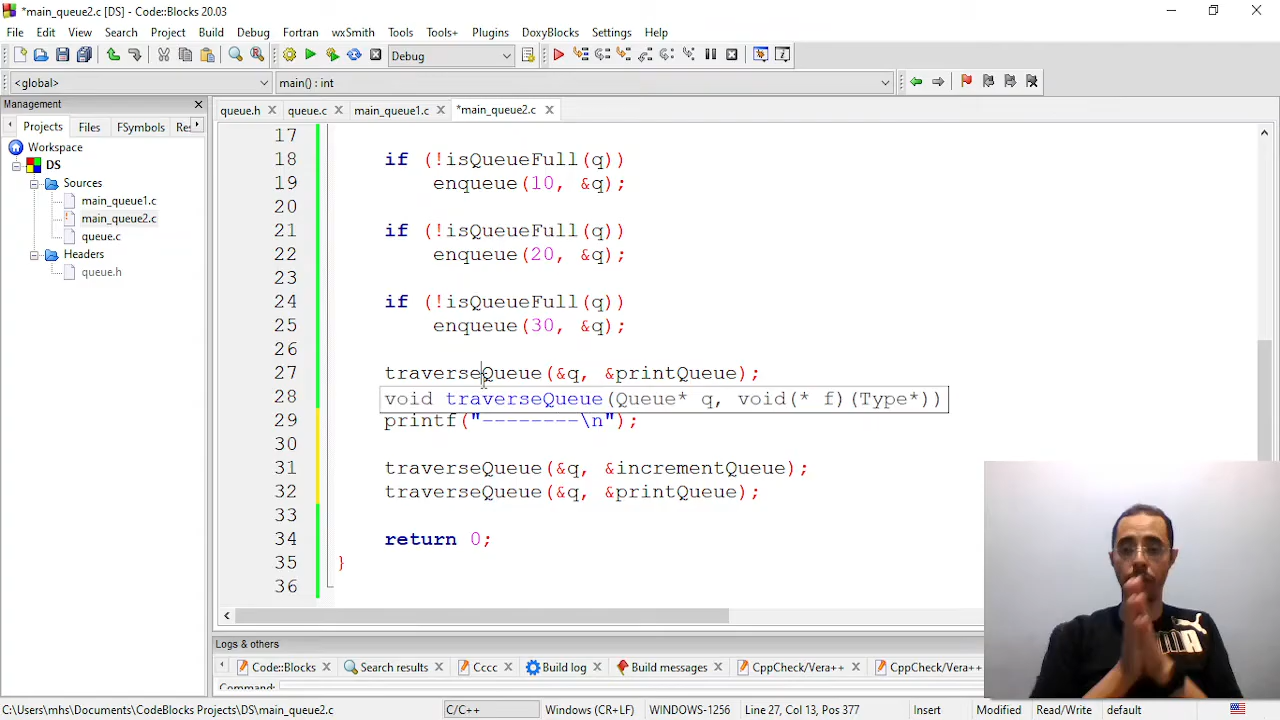 *main_queue2.c [DS] - Code::Blocks 20.03
File Edit View Search Project Build Debug Fortran wxSmith Tools Tools+ Plugins DoxyBlocks Settings Help
Debug
<global> main() : int
Management
Projects Files FSymbols Res
Workspace
DS
Sources
main_queue1.c
main_queue2.c
queue.c
Headers
queue.h
queue.h queue.c main_queue1.c *main_queue2.c
17
18 if (!isQueueFull(q))
19 enqueue(10, &q);
20
21 if (!isQueueFull(q))
22 enqueue(20, &q);
23
24 if (!isQueueFull(q))
25 enqueue(30, &q);
26
27 traverseQueue(&q, &printQueue);
28 void traverseQueue(Queue* q, void(* f)(Type*))
29 printf("--------\n");
30
31 traverseQueue(&q, &incrementQueue);
32 traverseQueue(&q, &printQueue);
33
34 return 0;
35 }
36
Logs & others
Code::Blocks Search results Cccc Build log Build messages CppCheck/Vera++ CppCheck/Vera++
Command:
C:\Users\mhs\Documents\CodeBlocks Projects\DS\main_queue2.c C/C++ Windows (CR+LF) WINDOWS-1256 Line 27, Col 13, Pos 377 Insert Modified Read/Write default